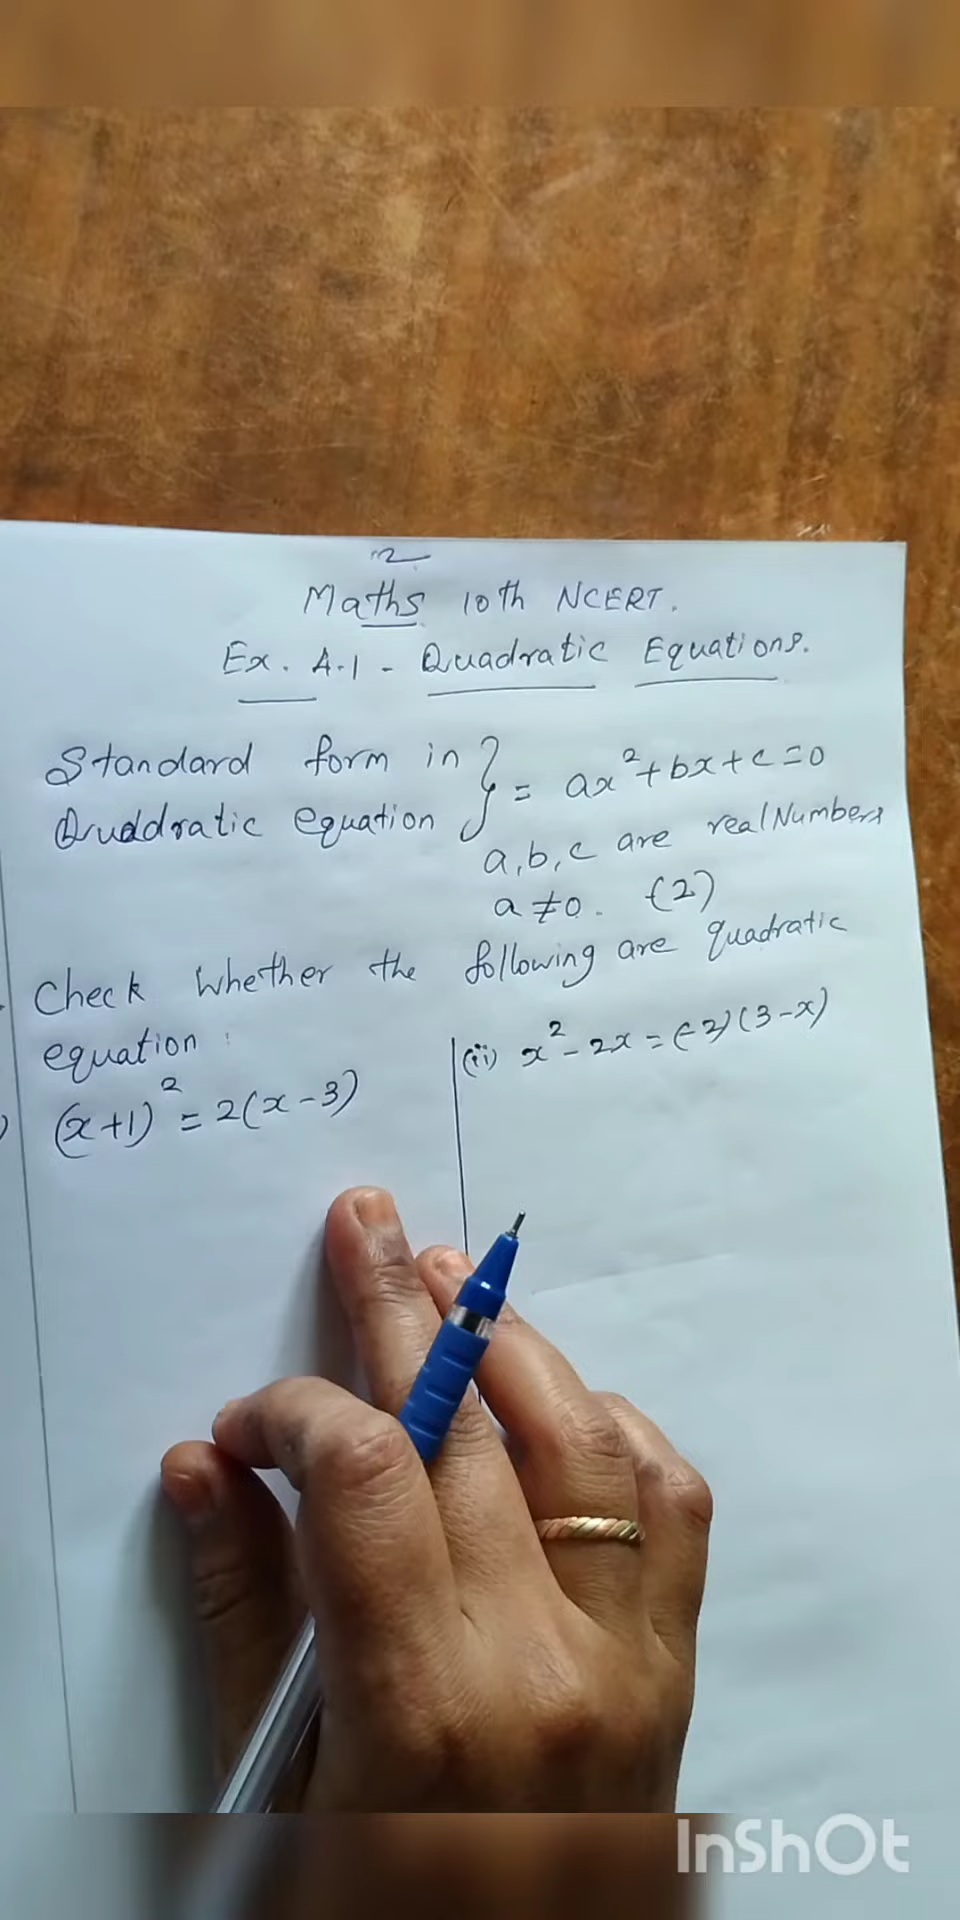 Maths 10th NCERT.
Ex. 4.1 - Quadratic Equations.
Standard form in
Quadratic equation } = ax²+bx+c=0
a,b,c are real Numbers
a≠0. (2)
Check whether the following are quadratic
equation:
(x+1)² = 2(x-3)
(ii) x²-2x = (-2)(3-x)
InShOt